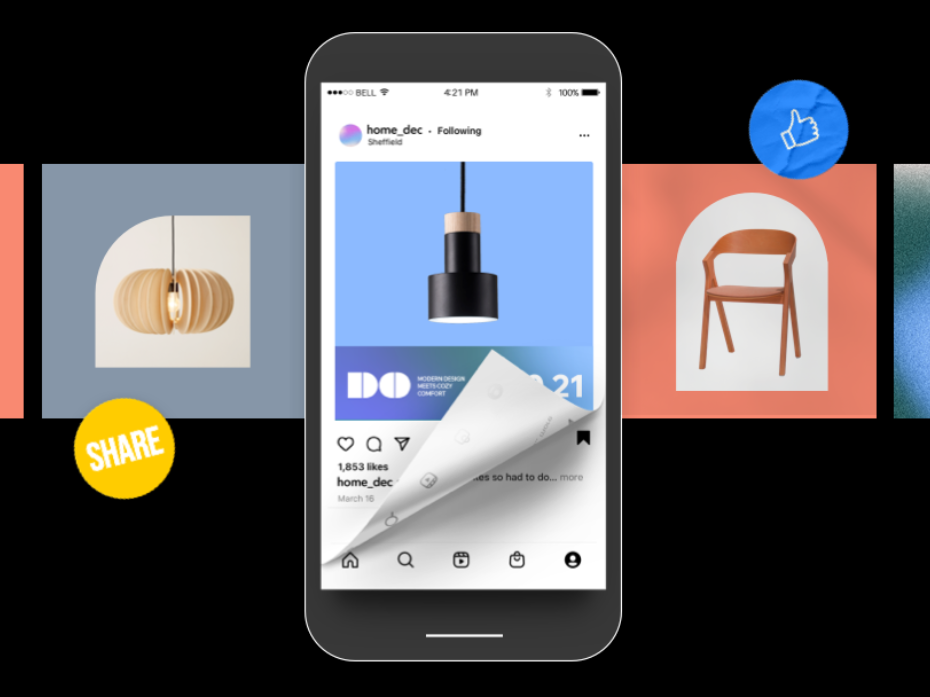 BELL
4:21 PM
100%
home_dec · Following
Sheffield
...
DO
MODERN DESIGN
MEETS COZY
COMFORT
21
1,853 likes
home_dec
so had to do... more
March 16
SHARE